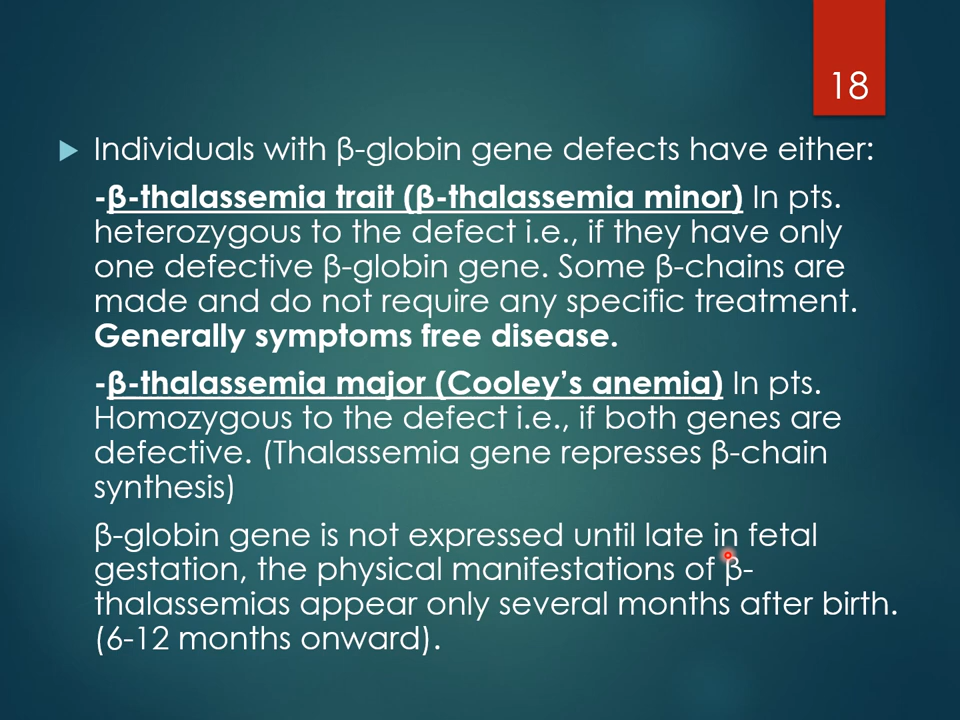 18
Individuals with β-globin gene defects have either:
-β-thalassemia trait (β-thalassemia minor) In pts.
heterozygous to the defect i.e., if they have only
one defective β-globin gene. Some β-chains are
made and do not require any specific treatment.
Generally symptoms free disease.
-β-thalassemia major (Cooley’s anemia) In pts.
Homozygous to the defect i.e., if both genes are
defective. (Thalassemia gene represses β-chain
synthesis)
β-globin gene is not expressed until late in fetal
gestation, the physical manifestations of β-
thalassemias appear only several months after birth.
(6-12 months onward).